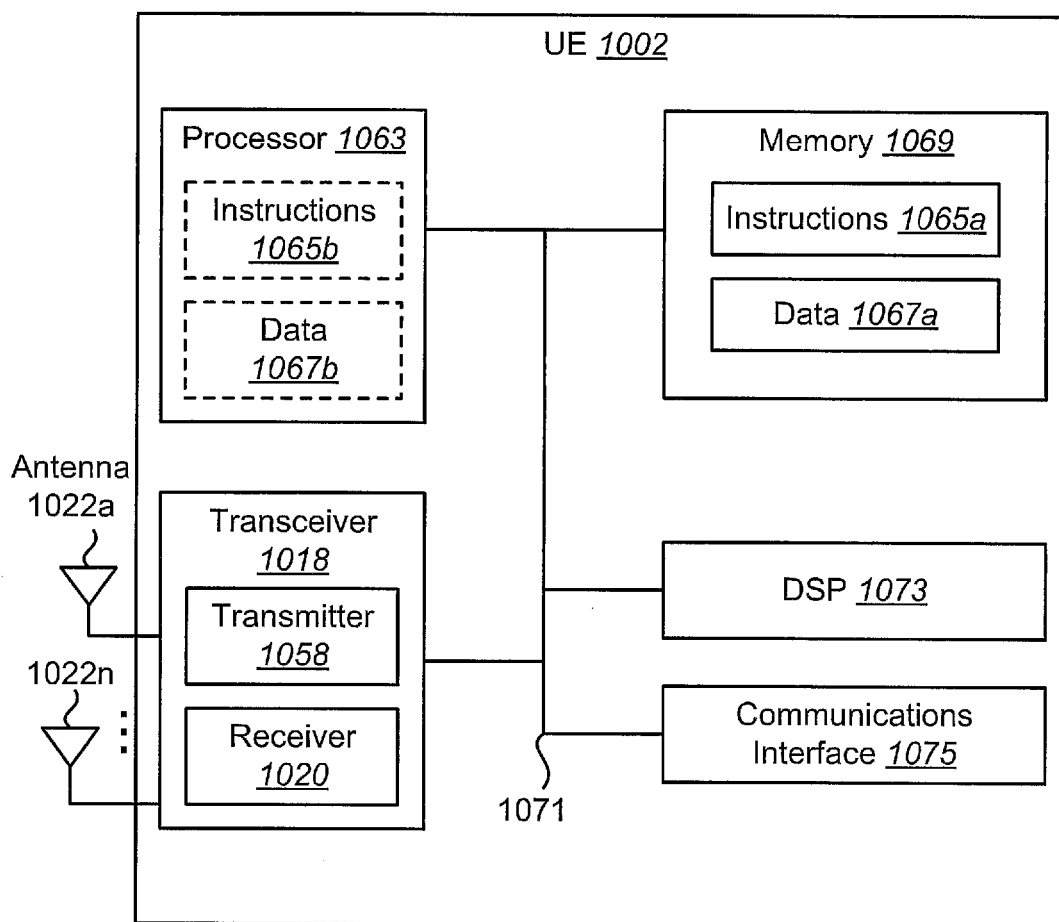 UE 1002
Processor 1063
Instructions
1065b
Data
1067b
Memory 1069
Instructions 1065a
Data 1067a
Antenna
1022a
1022n
Transceiver
1018
Transmitter
1058
Receiver
1020
DSP 1073
Communications
Interface 1075
1071